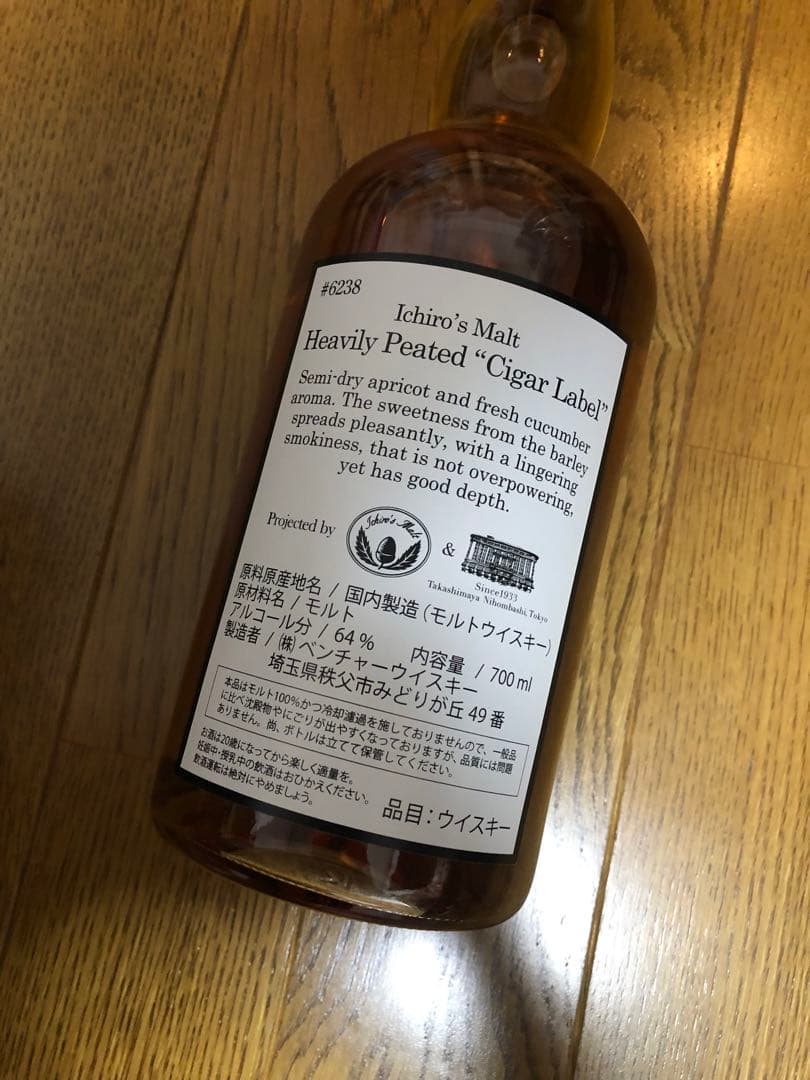 #6238
Ichiro's Malt
Heavily Peated “Cigar Label”
Semi-dry apricot and fresh cucumber
aroma. The sweetness from the barley
spreads pleasantly, with a lingering
smokiness, that is not overpowering,
yet has good depth.
Projected by
Ichiro's Malt
&
Since1933
Takashimaya Nihombashi, Tokyo
原料原産地名 / 国内製造 (モルトウイスキー)
原材料名 / モルト
アルコール分 / 64 % 内容量 / 700 ml
製造者 / ㈱ ベンチャーウイスキー
埼玉県秩父市みどりが丘 49 番
本品はモルト100%かつ冷却濾過を施しておりませんので、一般品
に比べ沈殿物やにごりが出やすくなっておりますが、品質には問題
ありません。尚、ボトルは立てて保管してください。
お酒は20歳になってから楽しく適量を。
妊娠中・授乳中の飲酒はおひかえください。
飲酒運転は絶対にやめましょう。
品目：ウイスキー